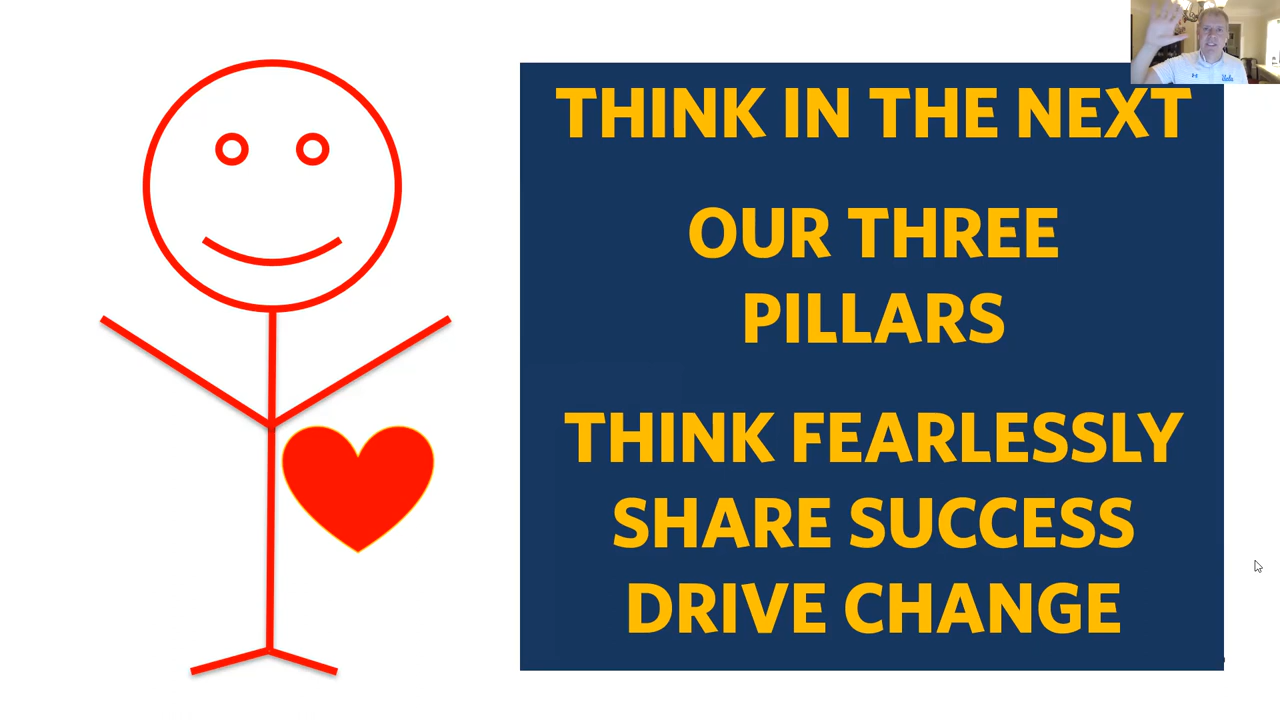 THINK IN THE NEXT
OUR THREE
PILLARS
THINK FEARLESSLY
SHARE SUCCESS
DRIVE CHANGE